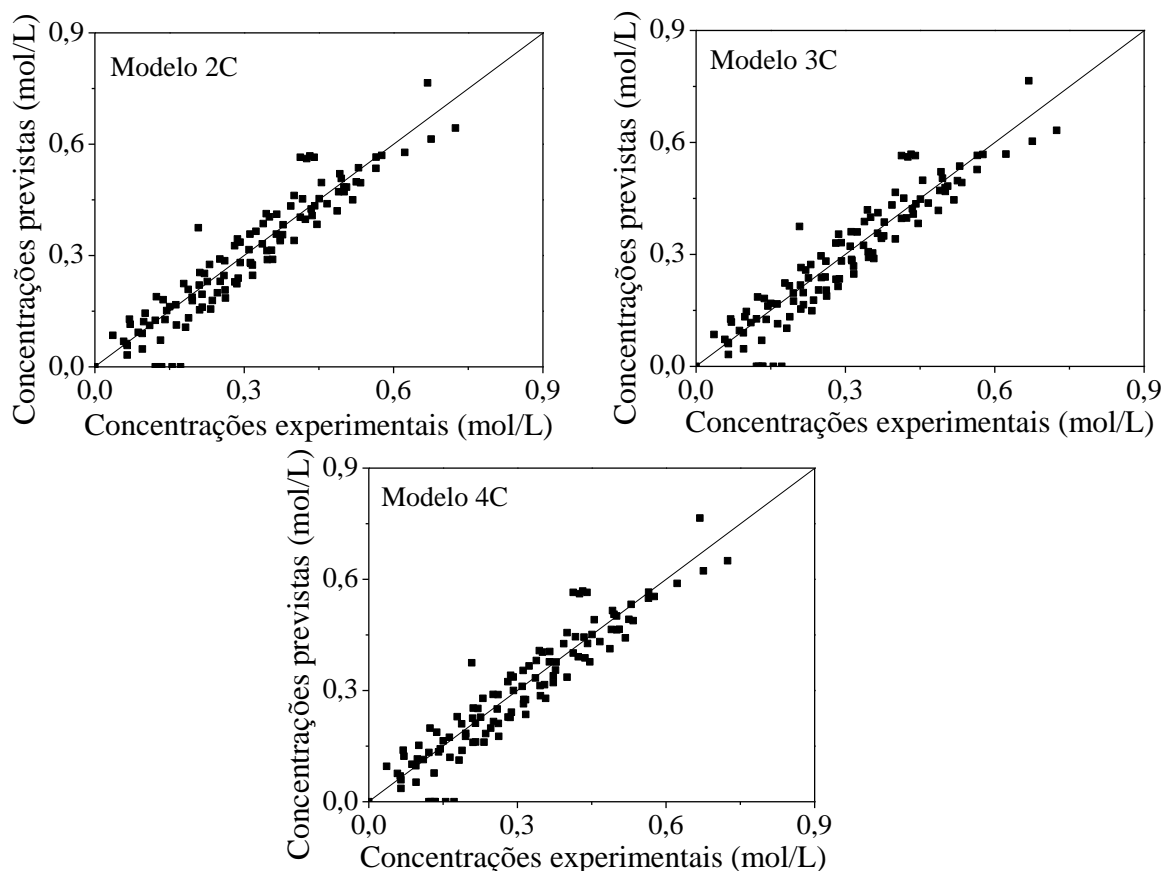 Concentrações previstas (mol/L)
0,9
0,6
0,3
0,0
Modelo 2C
0,0
0,3
0,6
0,9
Concentrações experimentais (mol/L)
Concentrações previstas (mol/L)
0,9
0,6
0,3
0,0
Modelo 3C
0,0
0,3
0,6
0,9
Concentrações experimentais (mol/L)
Concentrações previstas (mol/L)
0,9
0,6
0,3
0,0
Modelo 4C
0,0
0,3
0,6
0,9
Concentrações experimentais (mol/L)